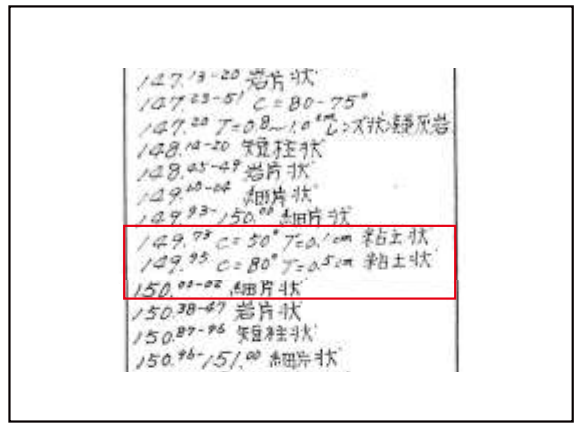 147.13-20 岩片状
147.23-51 C=80-75°
147.20 T=0.8~1.0cm レンズ状凝灰岩
148.14-20 短柱状
148.45-49 岩片状
149.00-04 細片状
149.93-150.00 細片状
149.73 C=50° T=0.1cm 粘土状
149.95 C=80° T=0.5cm 粘土状
150.00-02 細片状
150.38-47 岩片状
150.87-96 短柱状
150.96-151.00 細片状